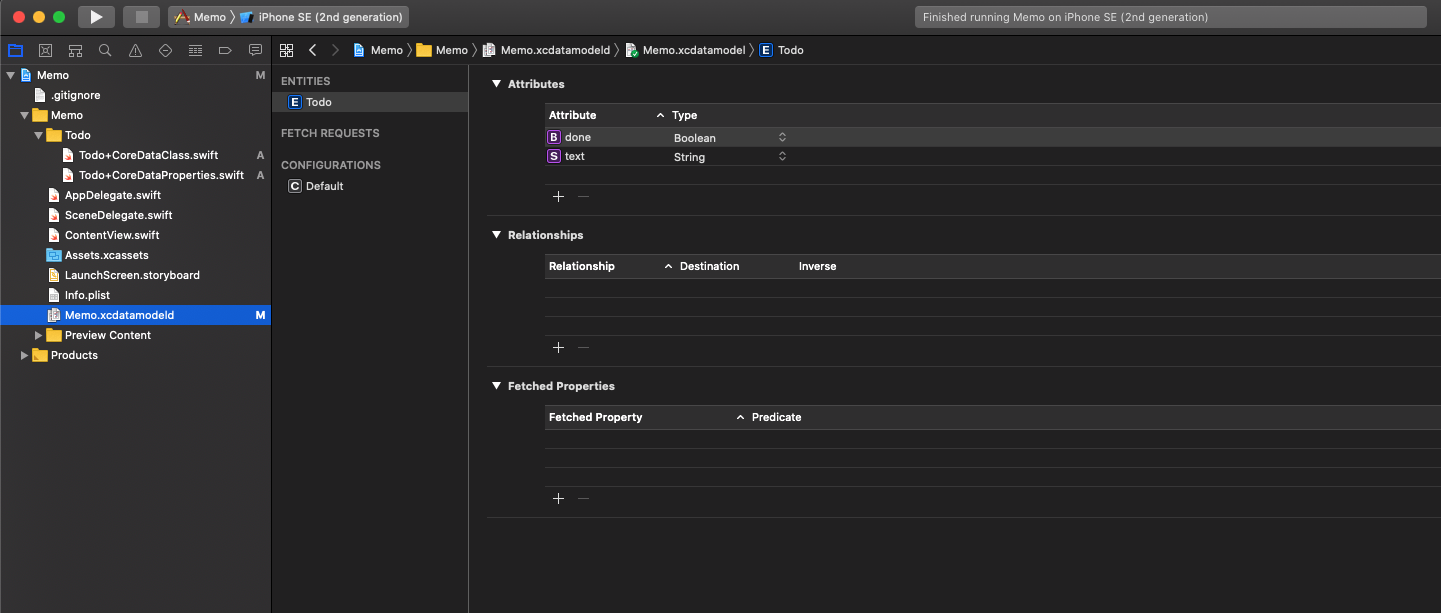 Memo iPhone SE (2nd generation)
Finished running Memo on iPhone SE (2nd generation)
Memo Memo Memo.xcdatamodeld Memo.xcdatamodel E Todo
Memo M
.gitignore
Memo
Todo
Todo+CoreDataClass.swift A
Todo+CoreDataProperties.swift A
AppDelegate.swift
SceneDelegate.swift
ContentView.swift
Assets.xcassets
LaunchScreen.storyboard
Info.plist
Memo.xcdatamodeld M
Preview Content
Products
ENTITIES
E Todo
FETCH REQUESTS
CONFIGURATIONS
C Default
Attributes
Attribute Type
B done Boolean
S text String
Relationships
Relationship Destination Inverse
Fetched Properties
Fetched Property Predicate